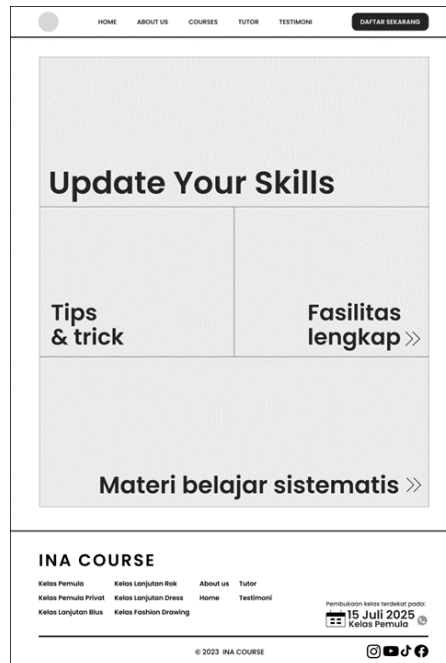 HOME ABOUT US COURSES TUTOR TESTIMONI DAFTAR SEKARANG
Update Your Skills
Tips
& trick
Fasilitas
lengkap
Materi belajar sistematis
INA COURSE
Kelas Pemula Kelas Lanjutan Rok About us Tutor
Kelas Pemula Privat Kelas Lanjutan Dress Home Testimoni
Kelas Lanjutan Blus Kelas Fashion Drawing
Pembukaan kelas terdekat pada:
15 Juli 2025
Kelas Pemula
© 2023 INA COURSE